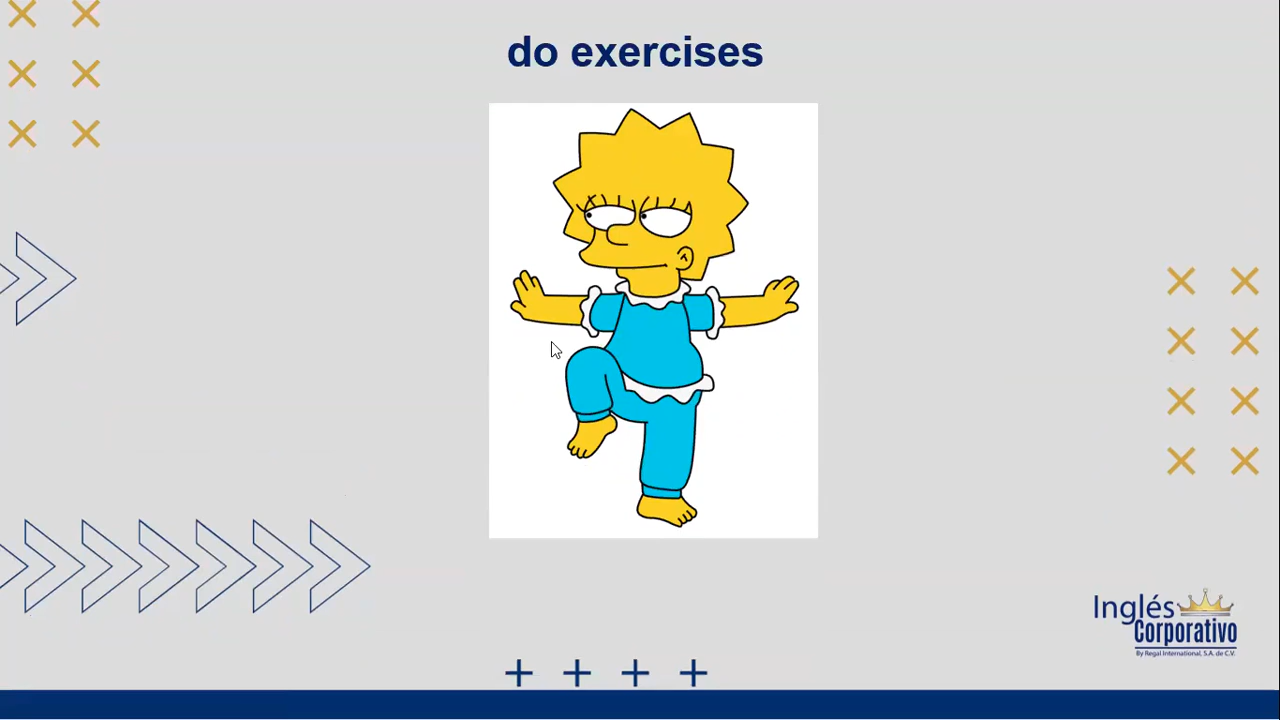 do exercises
Inglés
Corporativo
By Regal International, S.A. de C.V.